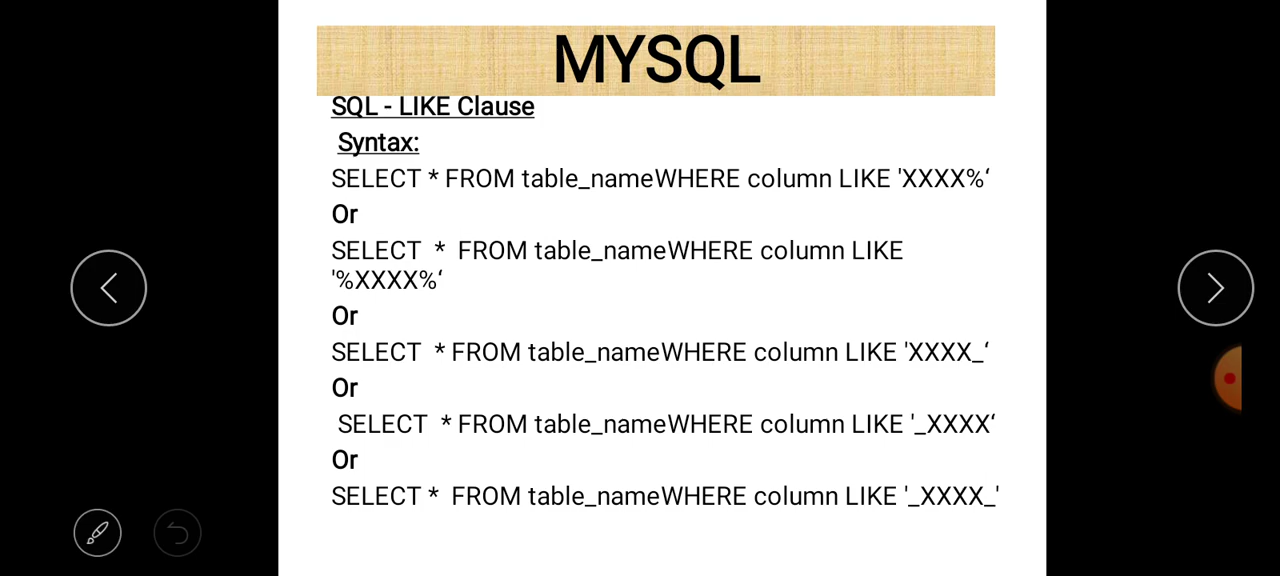 MYSQL
SQL - LIKE Clause
Syntax:
SELECT * FROM table_nameWHERE column LIKE 'XXXX%‘
Or
SELECT  *  FROM table_nameWHERE column LIKE
'%XXXX%‘
Or
SELECT  * FROM table_nameWHERE column LIKE 'XXXX_‘
Or
SELECT  * FROM table_nameWHERE column LIKE '_XXXX‘
Or
SELECT *  FROM table_nameWHERE column LIKE '_XXXX_'